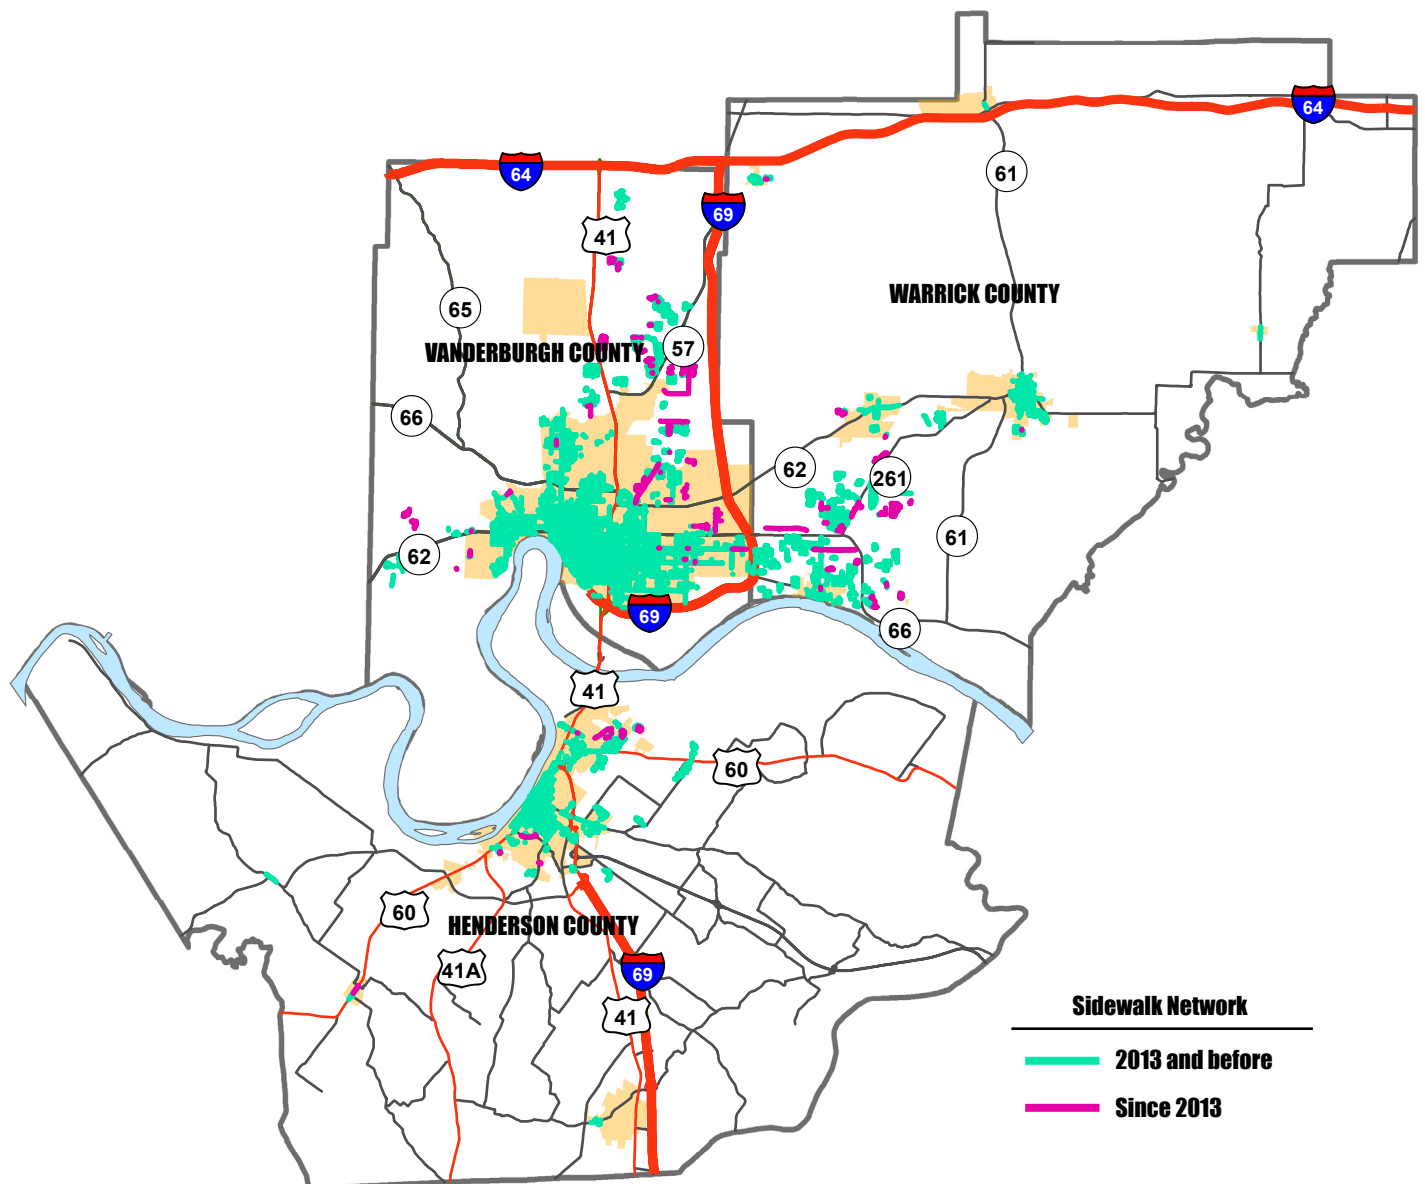 64
64
61
69
41
WARRICK COUNTY
65
VANDERBURGH COUNTY
57
66
62
261
62
61
69
66
41
60
60
HENDERSON COUNTY
41A
69
41
Sidewalk Network
2013 and before
Since 2013